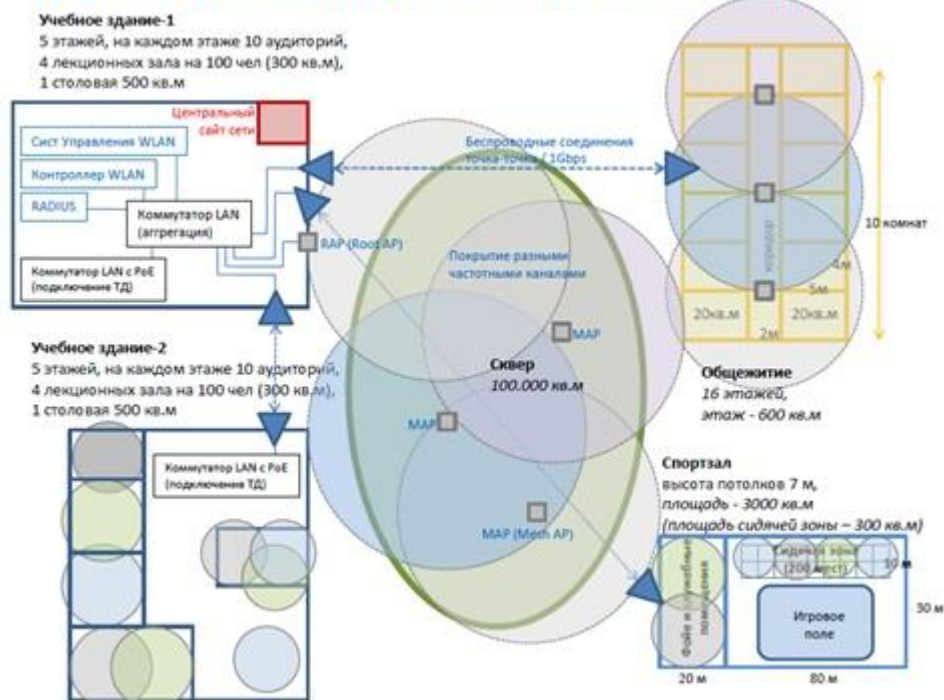 Учебное здание-1
5 этажей, на каждом этаже 10 аудиторий,
4 лекционных зала на 100 чел (300 кв.м),
1 столовая 500 кв.м
Центральный
сайт сети
Сист Управления WLAN
Контроллер WLAN
RADIUS
Коммутатор LAN
(аггрегация)
Коммутатор LAN с PoE
(подключение ТД)
RAP (Root AP)
Беспроводные соединения
точка-точка / 1Gbps
Покрытие разными
частотными каналами
MAP
Сквер
100.000 кв.м
MAP
MAP (Mesh AP)
коридор
10 комнат
4м
5м
20кв.м
20кв.м
2м
Общежитие
16 этажей,
этаж - 600 кв.м
Учебное здание-2
5 этажей, на каждом этаже 10 аудиторий,
4 лекционных зала на 100 чел (300 кв.м),
1 столовая 500 кв.м
Коммутатор LAN с PoE
(подключение ТД)
Спортзал
высота потолков 7 м,
площадь - 3000 кв.м
(площадь сидячей зоны – 300 кв.м)
Фойе и служебные
помещения
Сидячая зона
(200 мест)
10 м
Игровое
поле
30 м
20 м
80 м